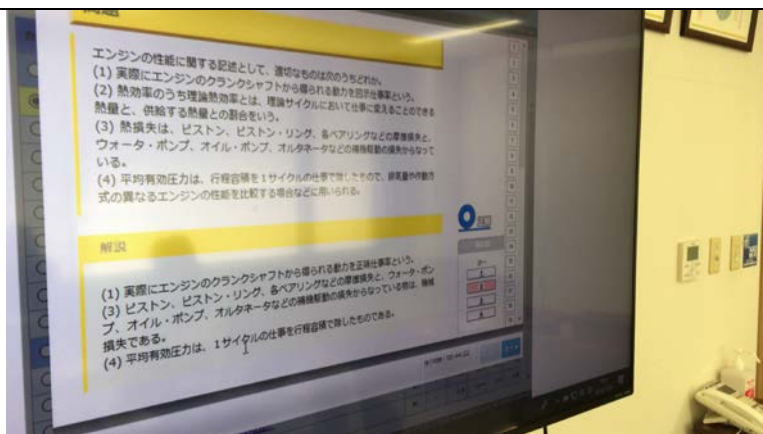 問題
エンジンの性能に関する記述として、適切なものは次のうちどれか。
(1) 実際にエンジンのクランクシャフトから得られる動力を図示仕事率という。
(2) 熱効率のうち理論熱効率とは、理論サイクルにおいて仕事に変えることのできる
熱量と、供給する熱量との割合をいう。
(3) 熱損失は、ピストン、ピストン・リング、各ベアリングなどの摩擦損失と、
ウォータ・ポンプ、オイル・ポンプ、オルタネータなどの補機駆動の損失からなって
いる。
(4) 平均有効圧力は、行程容積を1サイクルの仕事で除したもので、排気量や作動方
式の異なるエンジンの性能を比較する場合などに用いられる。
解説
(1) 実際にエンジンのクランクシャフトから得られる動力を正味仕事率という。
(3) ピストン、ピストン・リング、各ベアリングなどの摩擦損失と、ウォータ・ポン
プ、オイル・ポンプ、オルタネータなどの補機駆動の損失からなっている物は、機械
損失である。
(4) 平均有効圧力は、1サイクルの仕事を行程容積で除したものである。